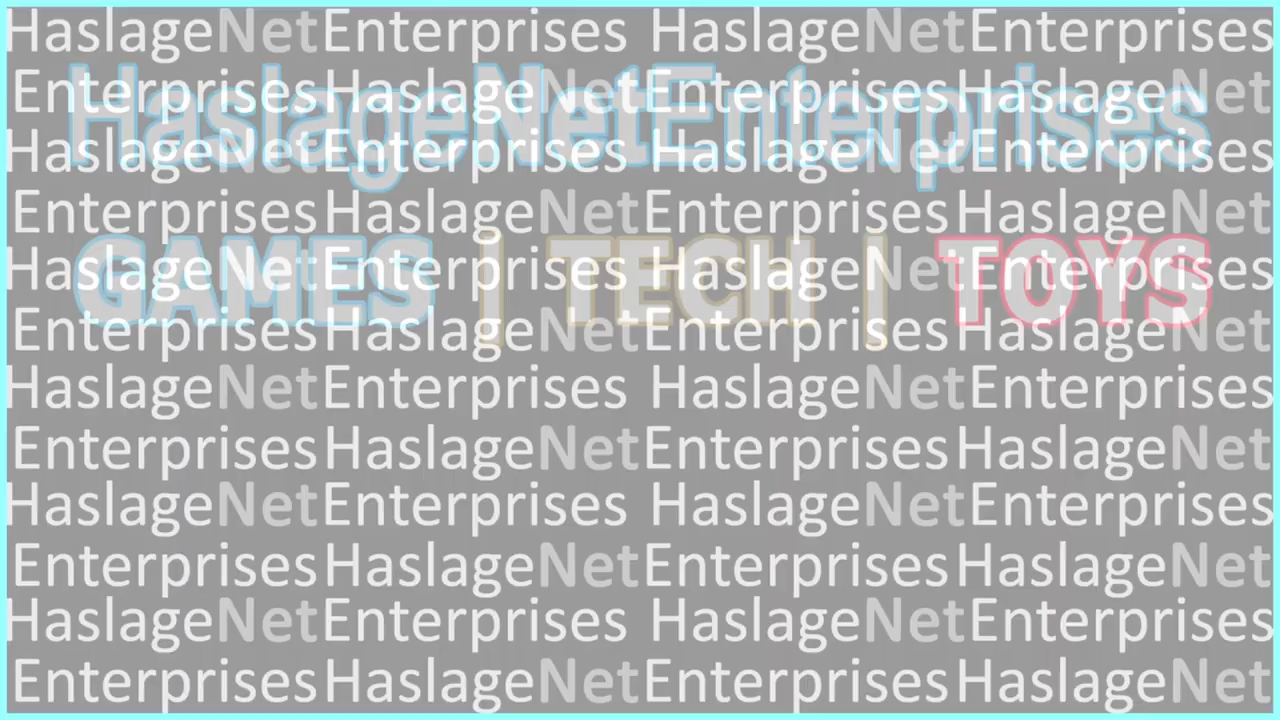 HaslageNetEnterprises HaslageNetEnterprises
EnterprisesHaslageNetEnterprisesHaslageNet
HaslageNetEnterprises
HaslageNetEnterprises HaslageNetEnterprises
EnterprisesHaslageNetEnterprisesHaslageNet
GAMES | TECH | TOYS
HaslageNetEnterprises HaslageNetEnterprises
EnterprisesHaslageNetEnterprisesHaslageNet
HaslageNetEnterprises HaslageNetEnterprises
EnterprisesHaslageNetEnterprisesHaslageNet
HaslageNetEnterprises HaslageNetEnterprises
EnterprisesHaslageNetEnterprisesHaslageNet
HaslageNetEnterprises HaslageNetEnterprises
EnterprisesHaslageNetEnterprisesHaslageNet